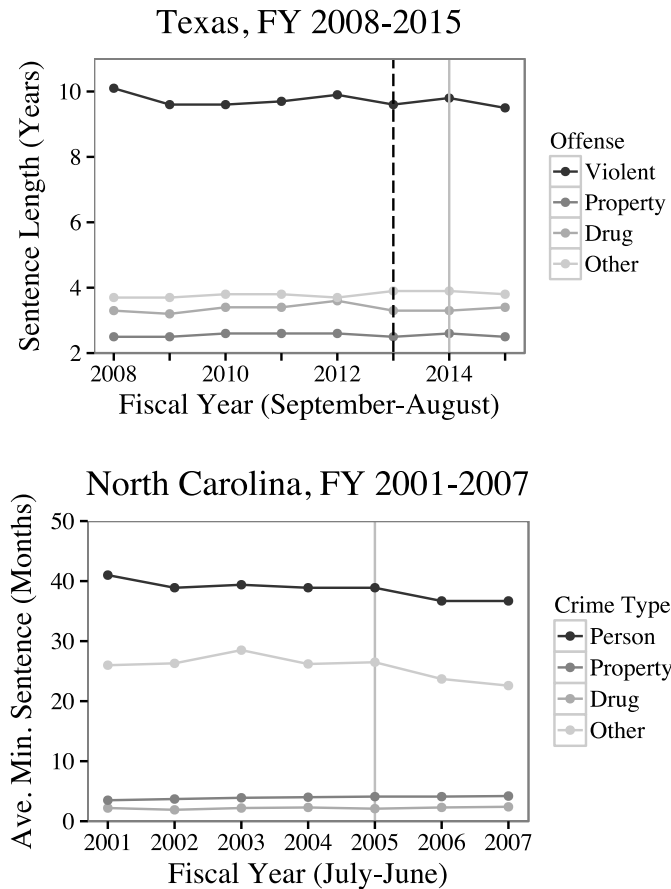 Texas, FY 2008-2015
Sentence Length (Years)
10
8
6
4
2
2008 2010 2012 2014
Fiscal Year (September-August)
Offense
Violent
Property
Drug
Other
North Carolina, FY 2001-2007
Ave. Min. Sentence (Months)
50
40
30
20
10
0
2001 2002 2003 2004 2005 2006 2007
Fiscal Year (July-June)
Crime Type
Person
Property
Drug
Other